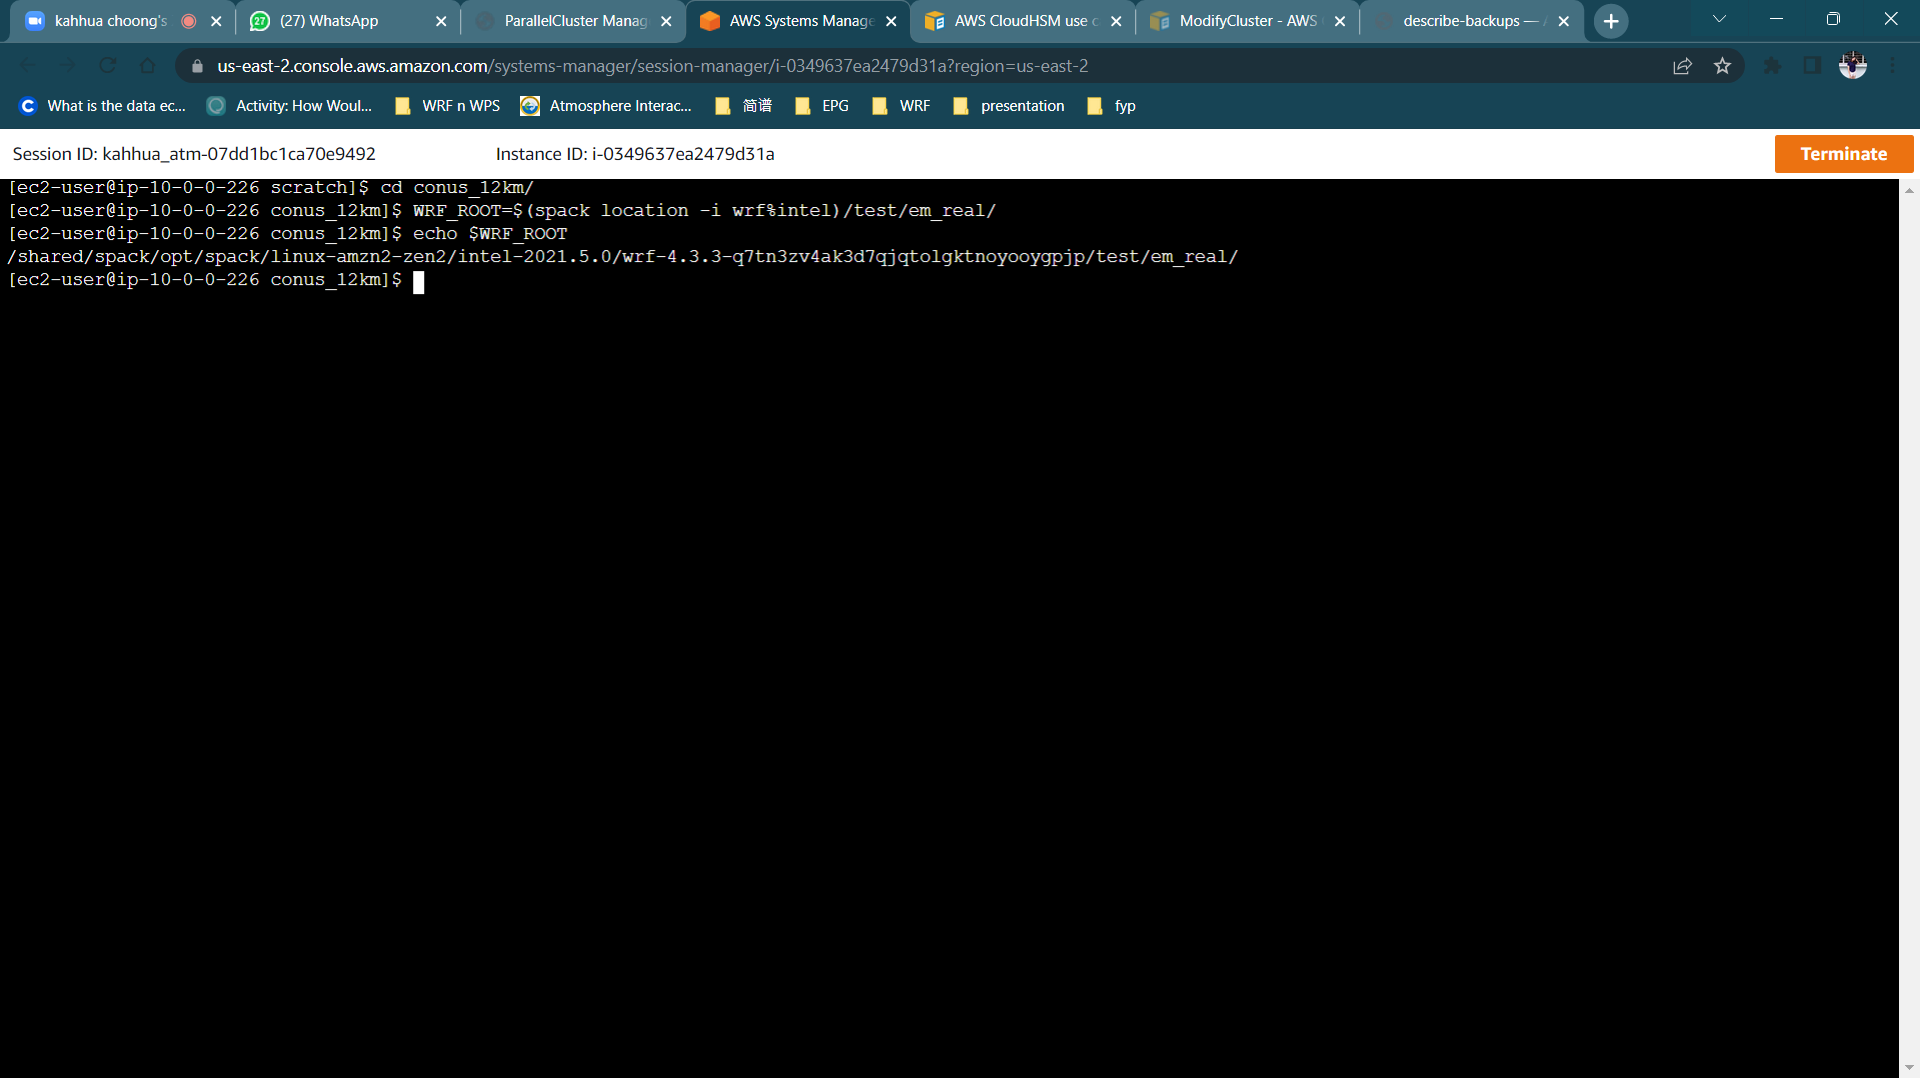 kahhua choong's
(27) WhatsApp
ParallelCluster Manag
AWS Systems Manage
AWS CloudHSM use c
ModifyCluster - AWS
describe-backups —
us-east-2.console.aws.amazon.com/systems-manager/session-manager/i-0349637ea2479d31a?region=us-east-2
What is the data ec...
Activity: How Woul...
WRF n WPS
Atmosphere Interac...
简谱
EPG
WRF
presentation
fyp
Session ID: kahhua_atm-07dd1bc1ca70e9492
Instance ID: i-0349637ea2479d31a
Terminate
[ec2-user@ip-10-0-0-226 scratch]$ cd conus_12km/
[ec2-user@ip-10-0-0-226 conus_12km]$ WRF_ROOT=$(spack location -i wrf%intel)/test/em_real/
[ec2-user@ip-10-0-0-226 conus_12km]$ echo $WRF_ROOT
/shared/spack/opt/spack/linux-amzn2-zen2/intel-2021.5.0/wrf-4.3.3-q7tn3zv4ak3d7qjqtolgktnoyooygpjp/test/em_real/
[ec2-user@ip-10-0-0-226 conus_12km]$